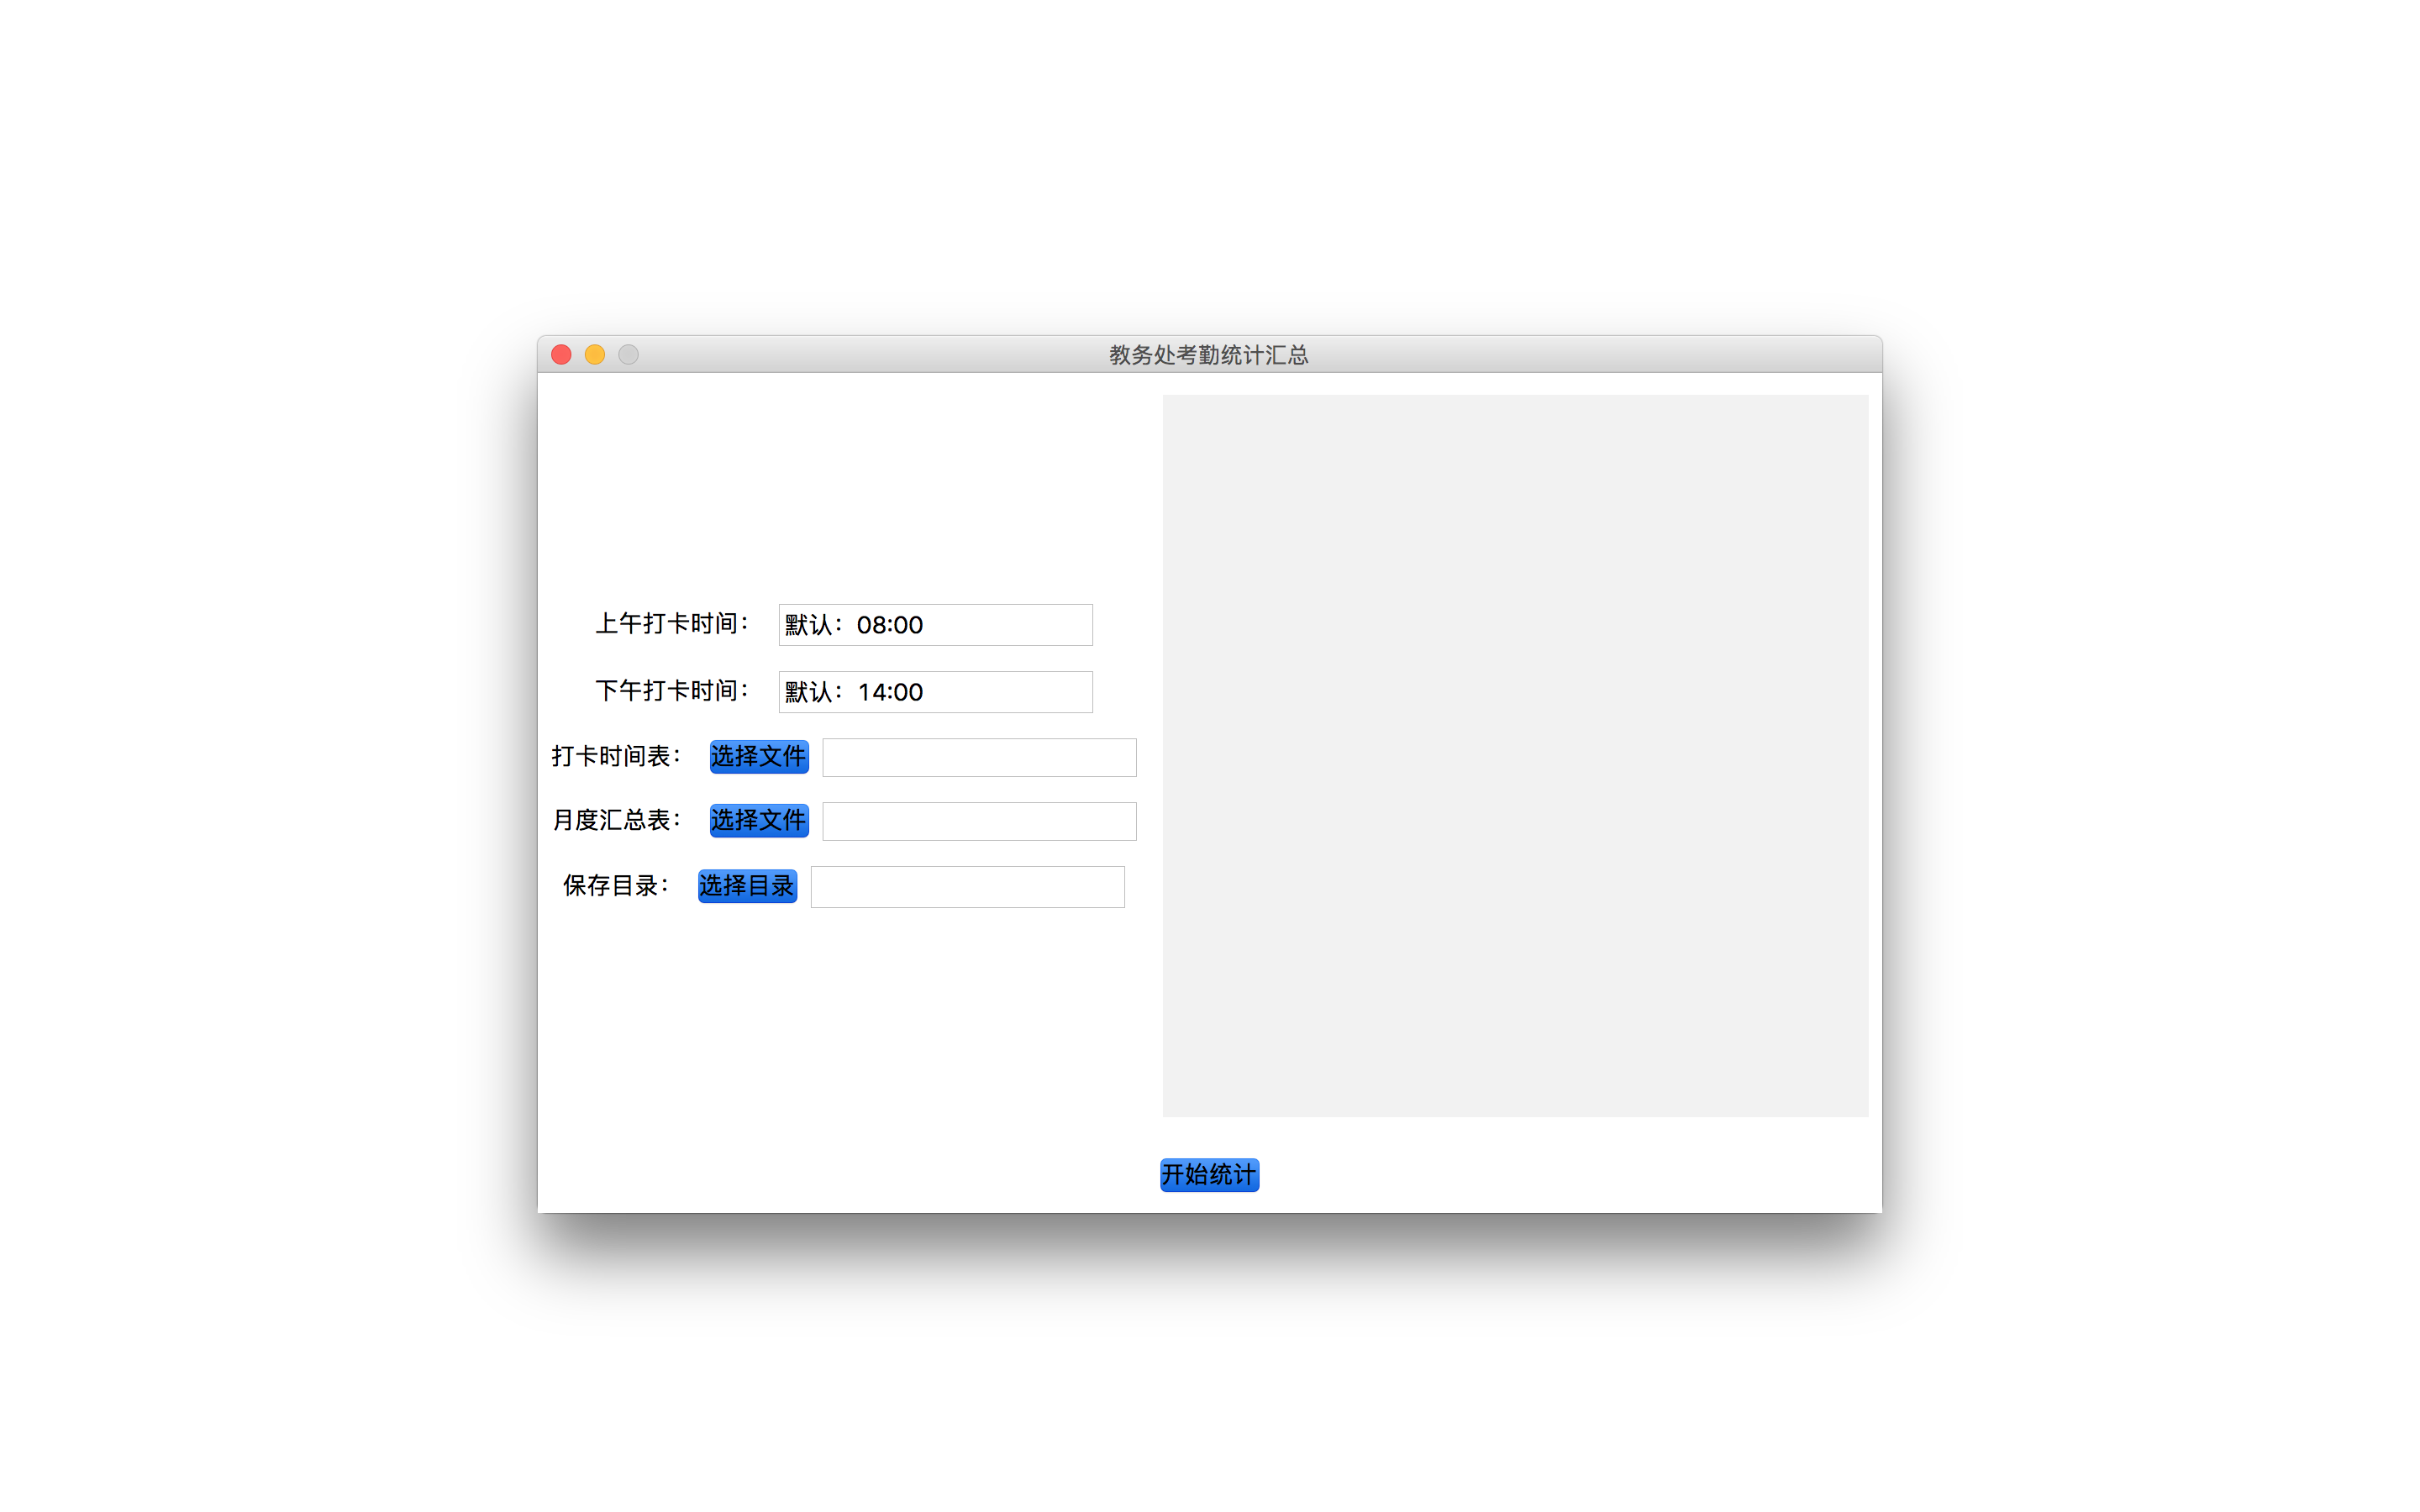 教务处考勤统计汇总
上午打卡时间： 默认：08:00
下午打卡时间： 默认：14:00
打卡时间表： 选择文件
月度汇总表： 选择文件
保存目录： 选择目录
开始统计